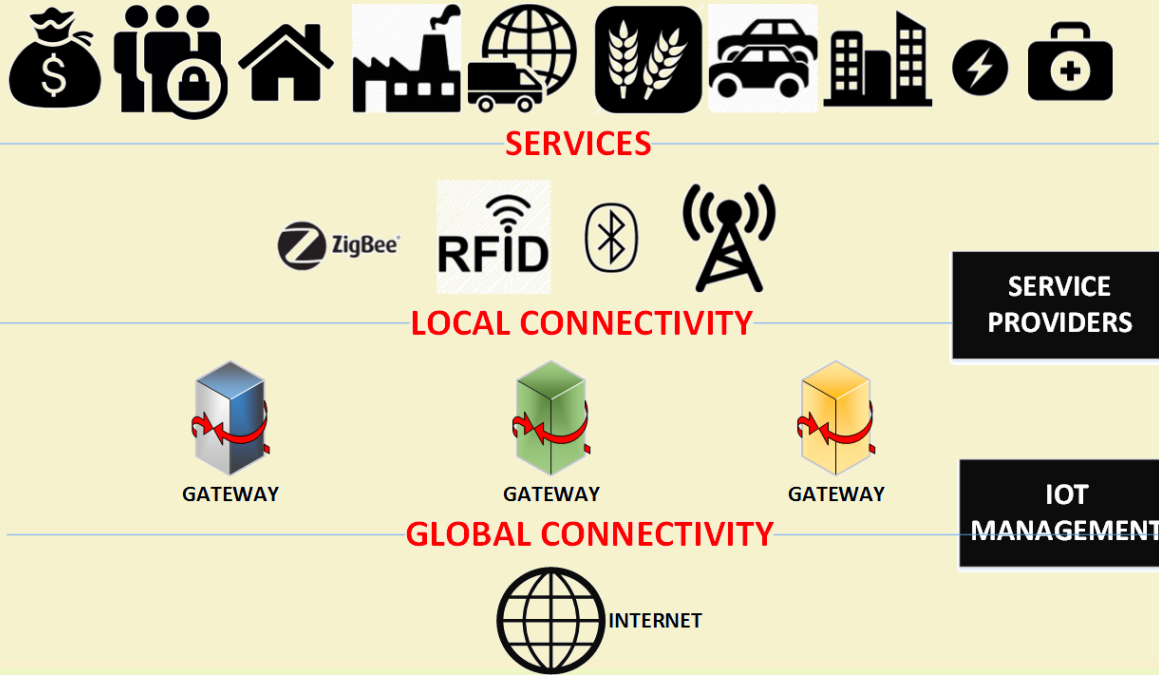 $
SERVICES
ZigBee
RFiD
LOCAL CONNECTIVITY
SERVICE
PROVIDERS
GATEWAY
GATEWAY
GATEWAY
IOT
MANAGEMENT
GLOBAL CONNECTIVITY
INTERNET